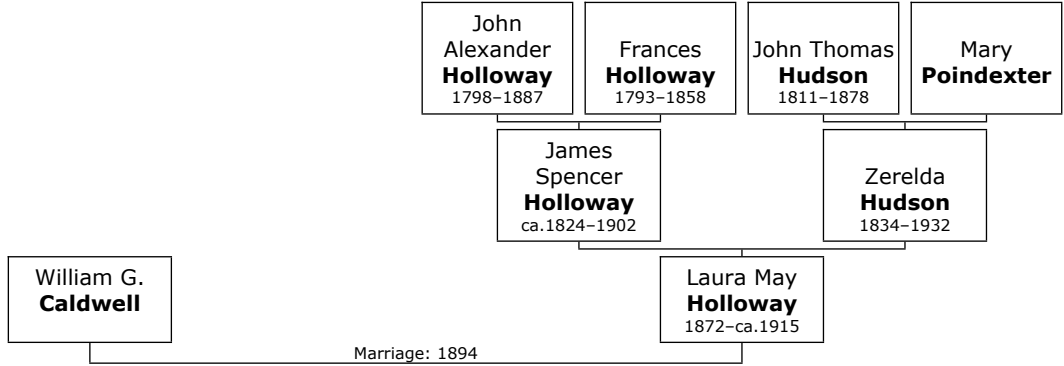 John
Alexander
Holloway
1798–1887
Frances
Holloway
1793–1858
John Thomas
Hudson
1811–1878
Mary
Poindexter
James
Spencer
Holloway
ca.1824–1902
Zerelda
Hudson
1834–1932
William G.
Caldwell
Laura May
Holloway
1872–ca.1915
Marriage: 1894